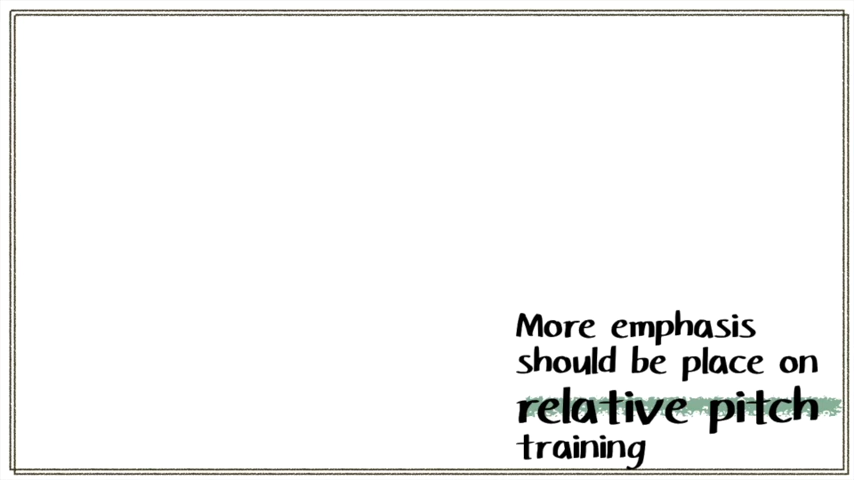 More emphasis
should be place on
relative pitch
training